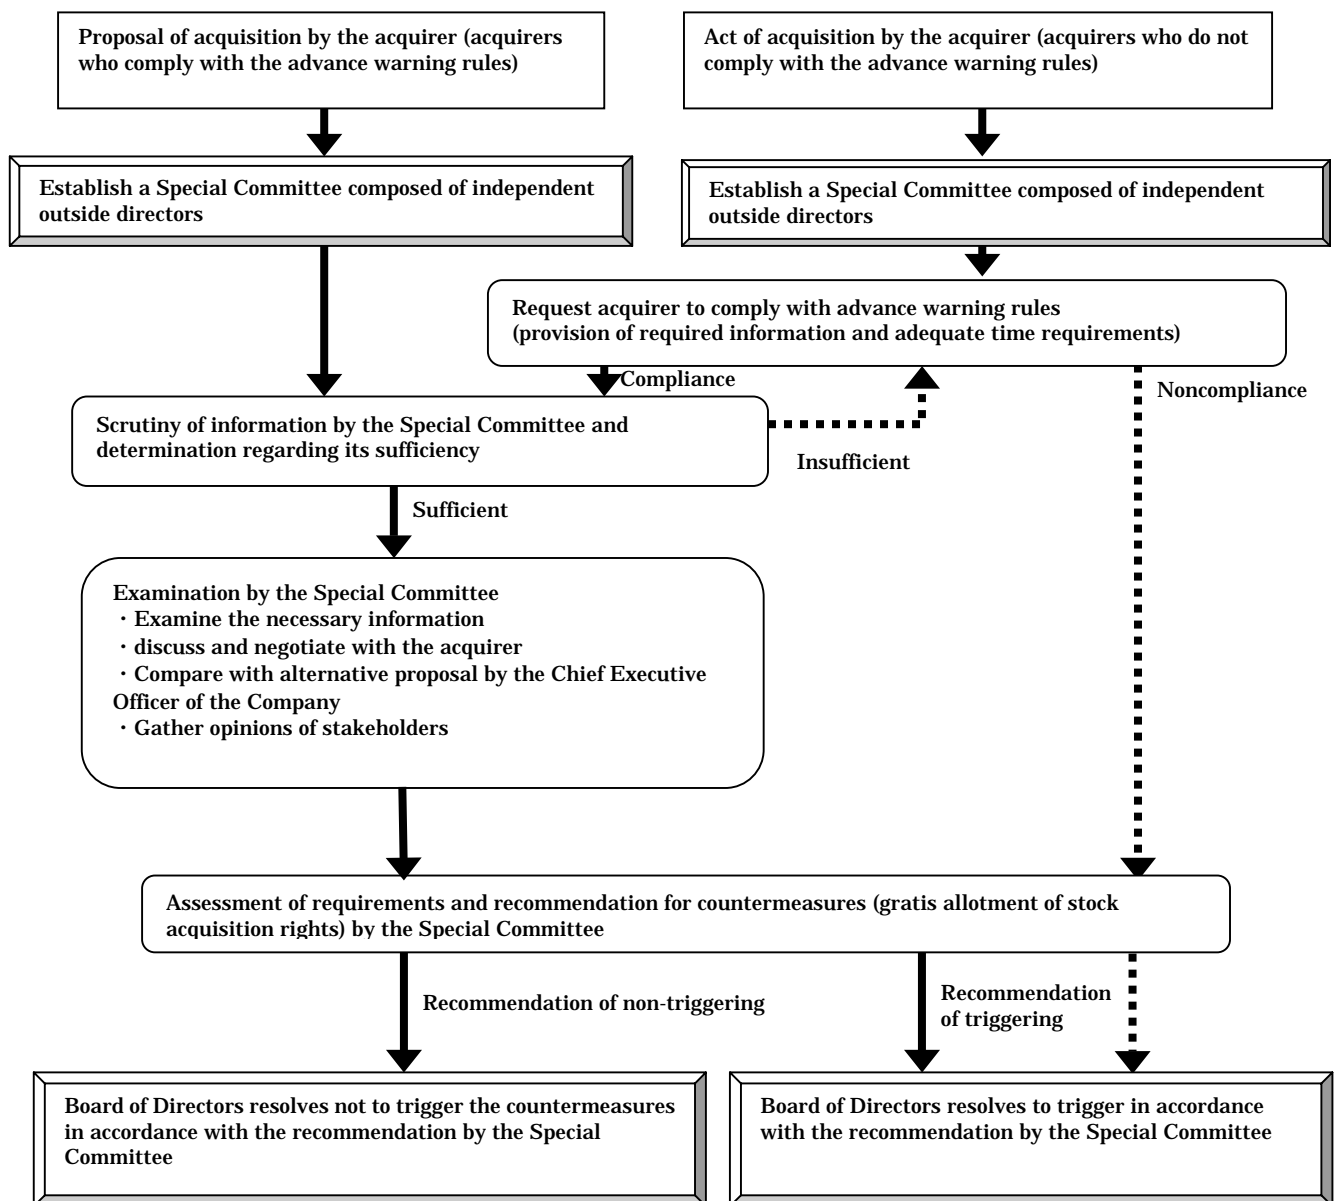 Proposal of acquisition by the acquirer (acquirers
who comply with the advance warning rules)
Act of acquisition by the acquirer (acquirers who do not
comply with the advance warning rules)
Establish a Special Committee composed of independent
outside directors
Establish a Special Committee composed of independent
outside directors
Request acquirer to comply with advance warning rules
(provision of required information and adequate time requirements)
Compliance
Noncompliance
Scrutiny of information by the Special Committee and
determination regarding its sufficiency
Insufficient
Sufficient
Examination by the Special Committee
・Examine the necessary information
・discuss and negotiate with the acquirer
・Compare with alternative proposal by the Chief Executive
Officer of the Company
・Gather opinions of stakeholders
Assessment of requirements and recommendation for countermeasures (gratis allotment of stock
acquisition rights) by the Special Committee
Recommendation of non-triggering
Recommendation
of triggering
Board of Directors resolves not to trigger the countermeasures
in accordance with the recommendation by the Special
Committee
Board of Directors resolves to trigger in accordance
with the recommendation by the Special Committee